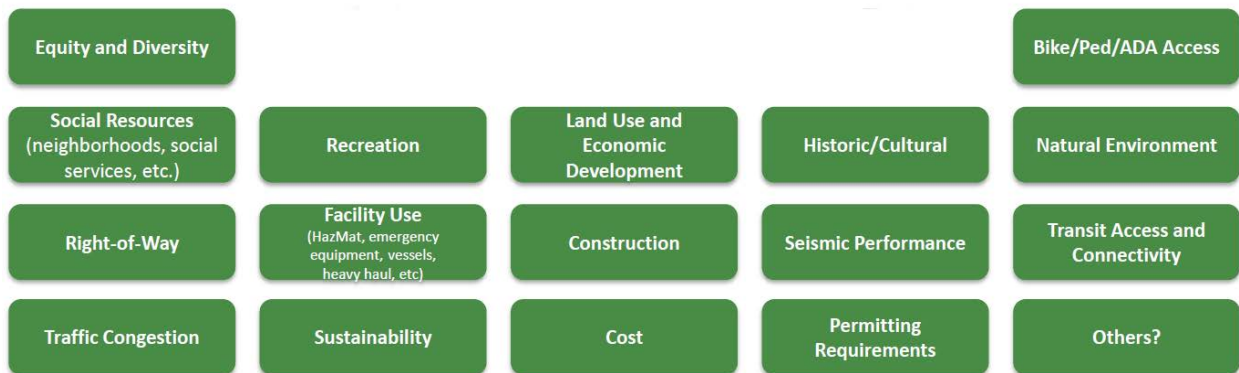 Equity and Diversity
Bike/Ped/ADA Access
Social Resources
(neighborhoods, social
services, etc.)
Recreation
Land Use and
Economic
Development
Historic/Cultural
Natural Environment
Right-of-Way
Facility Use
(HazMat, emergency
equipment, vessels,
heavy haul, etc)
Construction
Seismic Performance
Transit Access and
Connectivity
Traffic Congestion
Sustainability
Cost
Permitting
Requirements
Others?